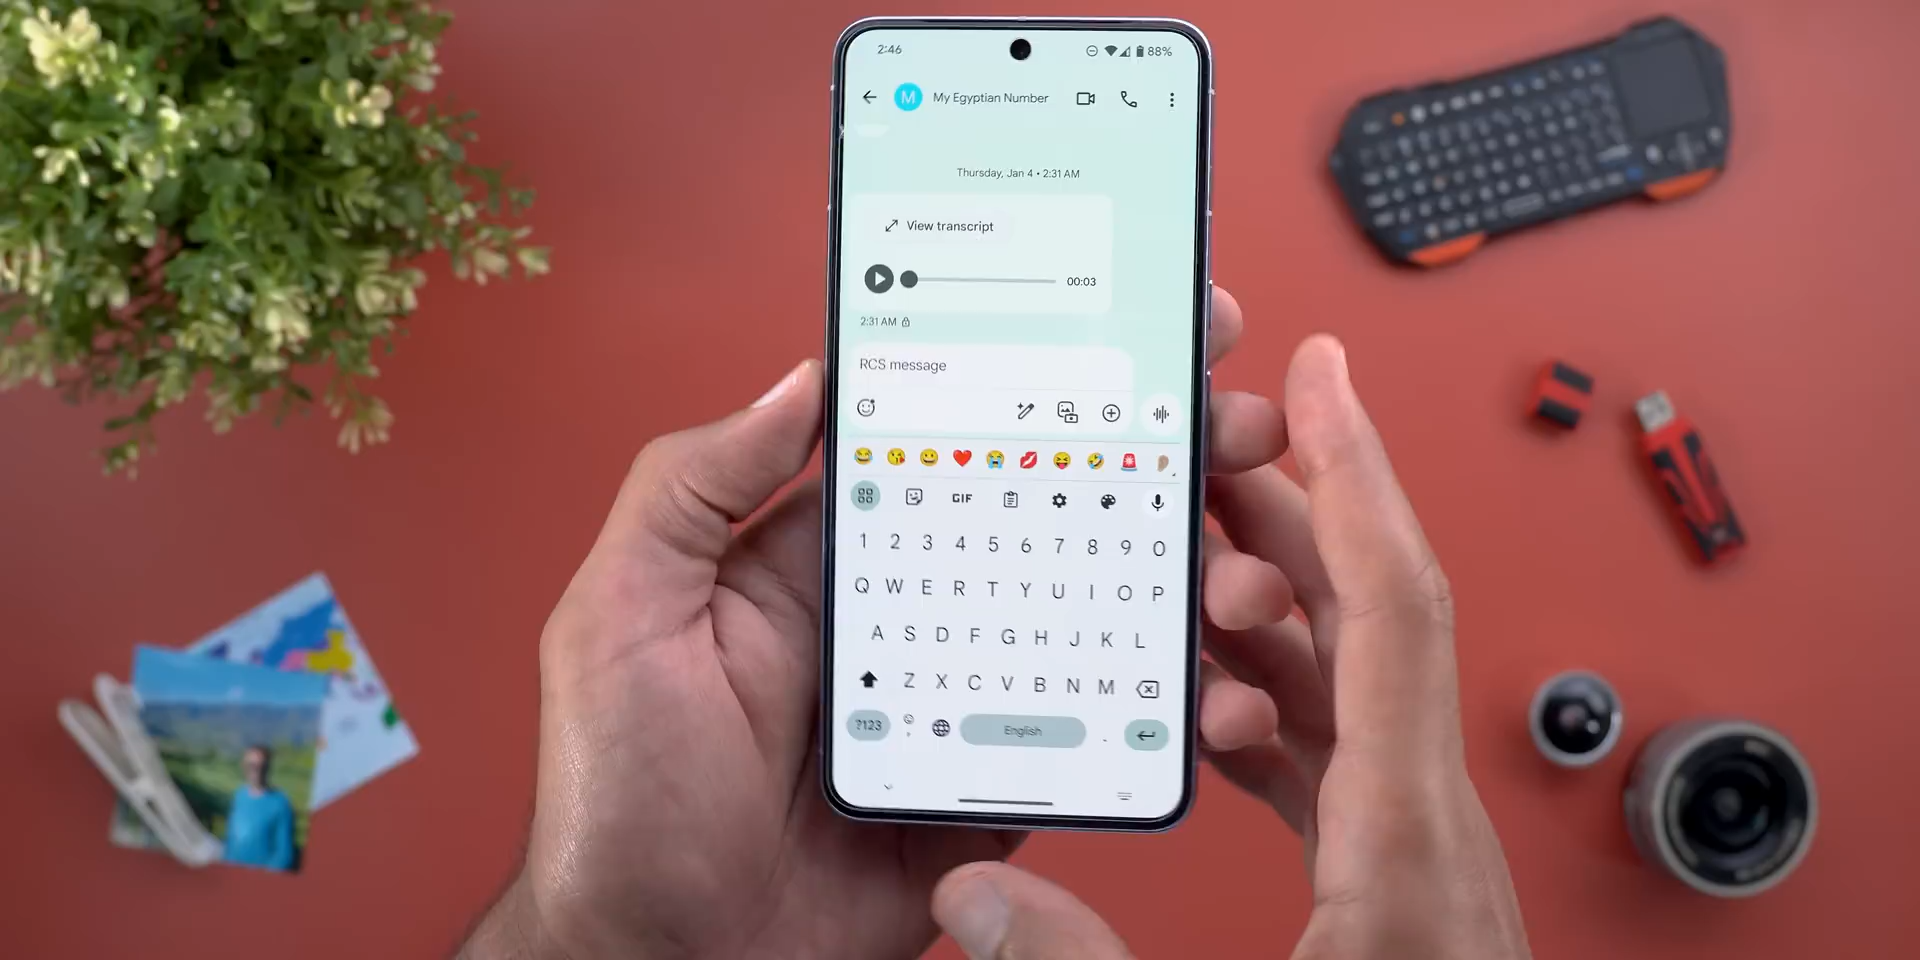 2:46
88%
M
My Egyptian Number
Thursday, Jan 4 • 2:31 AM
View transcript
00:03
2:31 AM
RCS message
GIF
1 2 3 4 5 6 7 8 9 0
Q W E R T Y U I O P
A S D F G H J K L
Z X C V B N M
?123
,
English
.